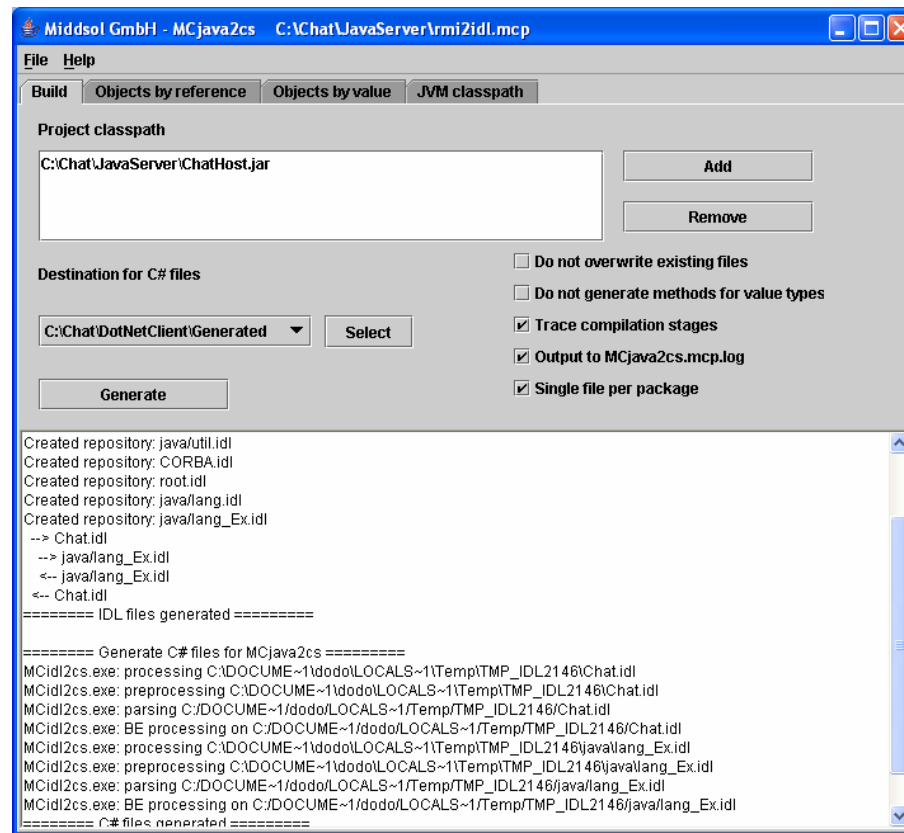 Middsol GmbH - MCjava2cs C:\Chat\JavaServer\rmi2idl.mcp
File Help
Build Objects by reference Objects by value JVM classpath
Project classpath
C:\Chat\JavaServer\ChatHost.jar
Add
Remove
Destination for C# files
Do not overwrite existing files
Do not generate methods for value types
C:\Chat\DotNetClient\Generated Select
Trace compilation stages
Output to MCjava2cs.mcp.log
Generate
Single file per package
Created repository: java/util.idl
Created repository: CORBA.idl
Created repository: root.idl
Created repository: java/lang.idl
Created repository: java/lang_Ex.idl
--> Chat.idl
--> java/lang_Ex.idl
<-- java/lang_Ex.idl
<-- Chat.idl
======== IDL files generated =========
======== Generate C# files for MCjava2cs =========
MCidl2cs.exe: processing C:\DOCUME~1\dodo\LOCALS~1\Temp\TMP_IDL2146\Chat.idl
MCidl2cs.exe: preprocessing C:\DOCUME~1\dodo\LOCALS~1\Temp\TMP_IDL2146\Chat.idl
MCidl2cs.exe: parsing C:/DOCUME~1/dodo/LOCALS~1/Temp/TMP_IDL2146/Chat.idl
MCidl2cs.exe: BE processing on C:/DOCUME~1/dodo/LOCALS~1/Temp/TMP_IDL2146/Chat.idl
MCidl2cs.exe: processing C:\DOCUME~1\dodo\LOCALS~1\Temp\TMP_IDL2146\java\lang_Ex.idl
MCidl2cs.exe: preprocessing C:\DOCUME~1\dodo\LOCALS~1\Temp\TMP_IDL2146\java\lang_Ex.idl
MCidl2cs.exe: parsing C:/DOCUME~1/dodo/LOCALS~1/Temp/TMP_IDL2146/java/lang_Ex.idl
MCidl2cs.exe: BE processing on C:/DOCUME~1/dodo/LOCALS~1/Temp/TMP_IDL2146/java/lang_Ex.idl
======== C# files generated =========